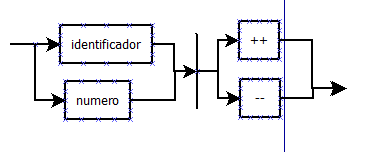 identificador
++
numero
--